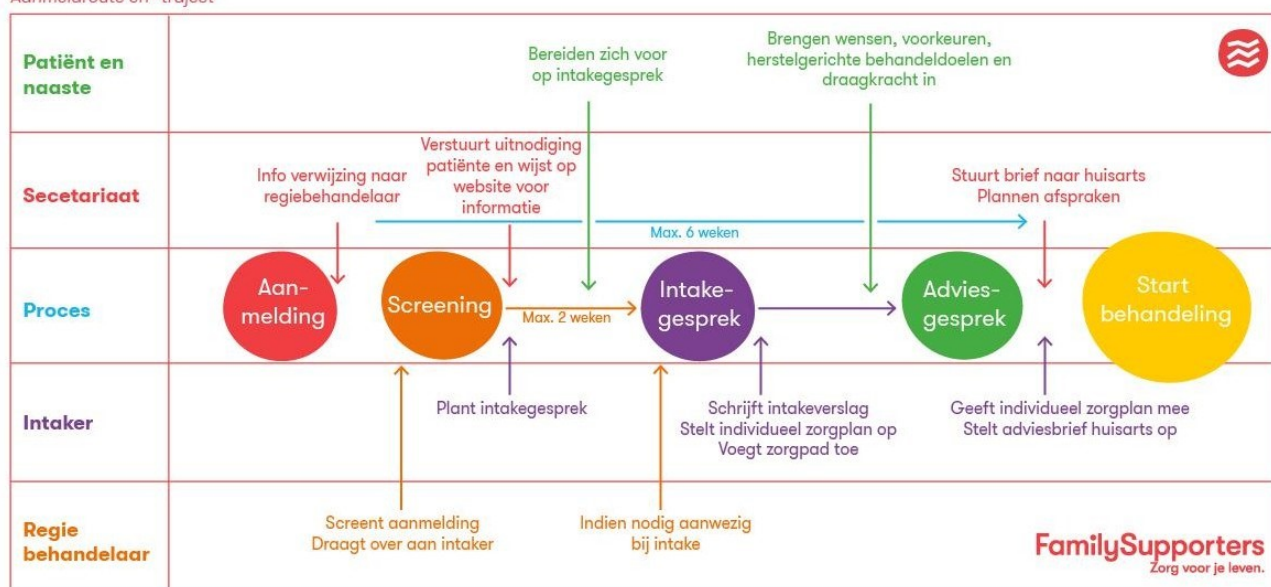 Aanmeldroute en -traject
Patiënt en
naaste
Bereiden zich voor
op intakegesprek
Brengen wensen, voorkeuren,
herstelgerichte behandeldoelen en
draagkracht in
Secetariaat
Info verwijzing naar
regiebehandelaar
Verstuurt uitnodiging
patiënte en wijst op
website voor
informatie
Stuurt brief naar huisarts
Plannen afspraken
Max. 6 weken
Proces
Aan-
melding
Screening
Max. 2 weken
Intake-
gesprek
Advies-
gesprek
Start
behandeling
Intaker
Plant intakegesprek
Schrijft intakeverslag
Stelt individueel zorgplan op
Voegt zorgpad toe
Geeft individueel zorgplan mee
Stelt adviesbrief huisarts op
Regie
behandelaar
Screent aanmelding
Draagt over aan intaker
Indien nodig aanwezig
bij intake
FamilySupporters
Zorg voor je leven.